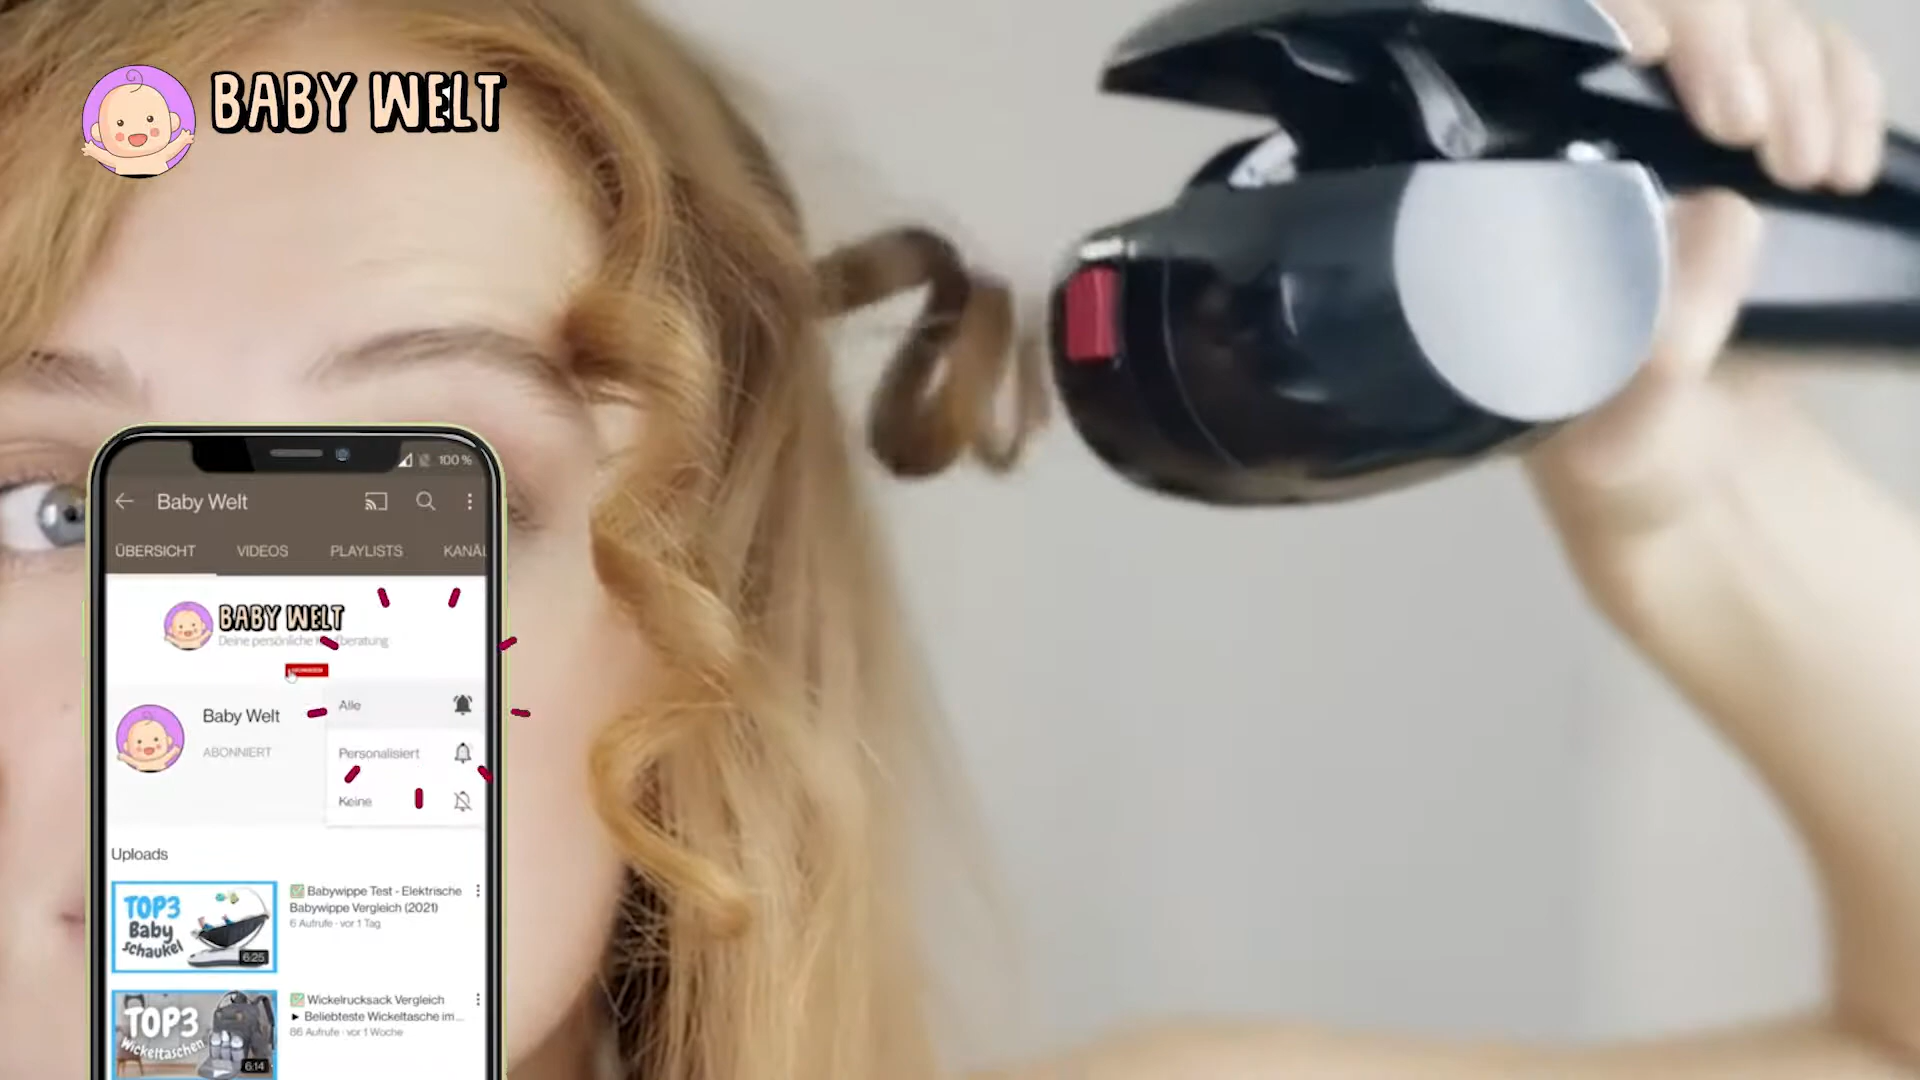 BABY WELT
100 %
Baby Welt
ÜBERSICHT VIDEOS PLAYLISTS KANÄL
BABY WELT
Deine persönliche
Baby Welt
ABONNIERT
Alle
Personalisiert
Keine
Uploads
TOP3
Baby
schaukel
6:25
Babywippe Test - Elektrische
Babywippe Vergleich (2021)
6 Aufrufe · vor 1 Tag
TOP3
Wickeltaschen
6:14
Wickelrucksack Vergleich
► Beliebteste Wickeltasche im...
86 Aufrufe · vor 1 Woche